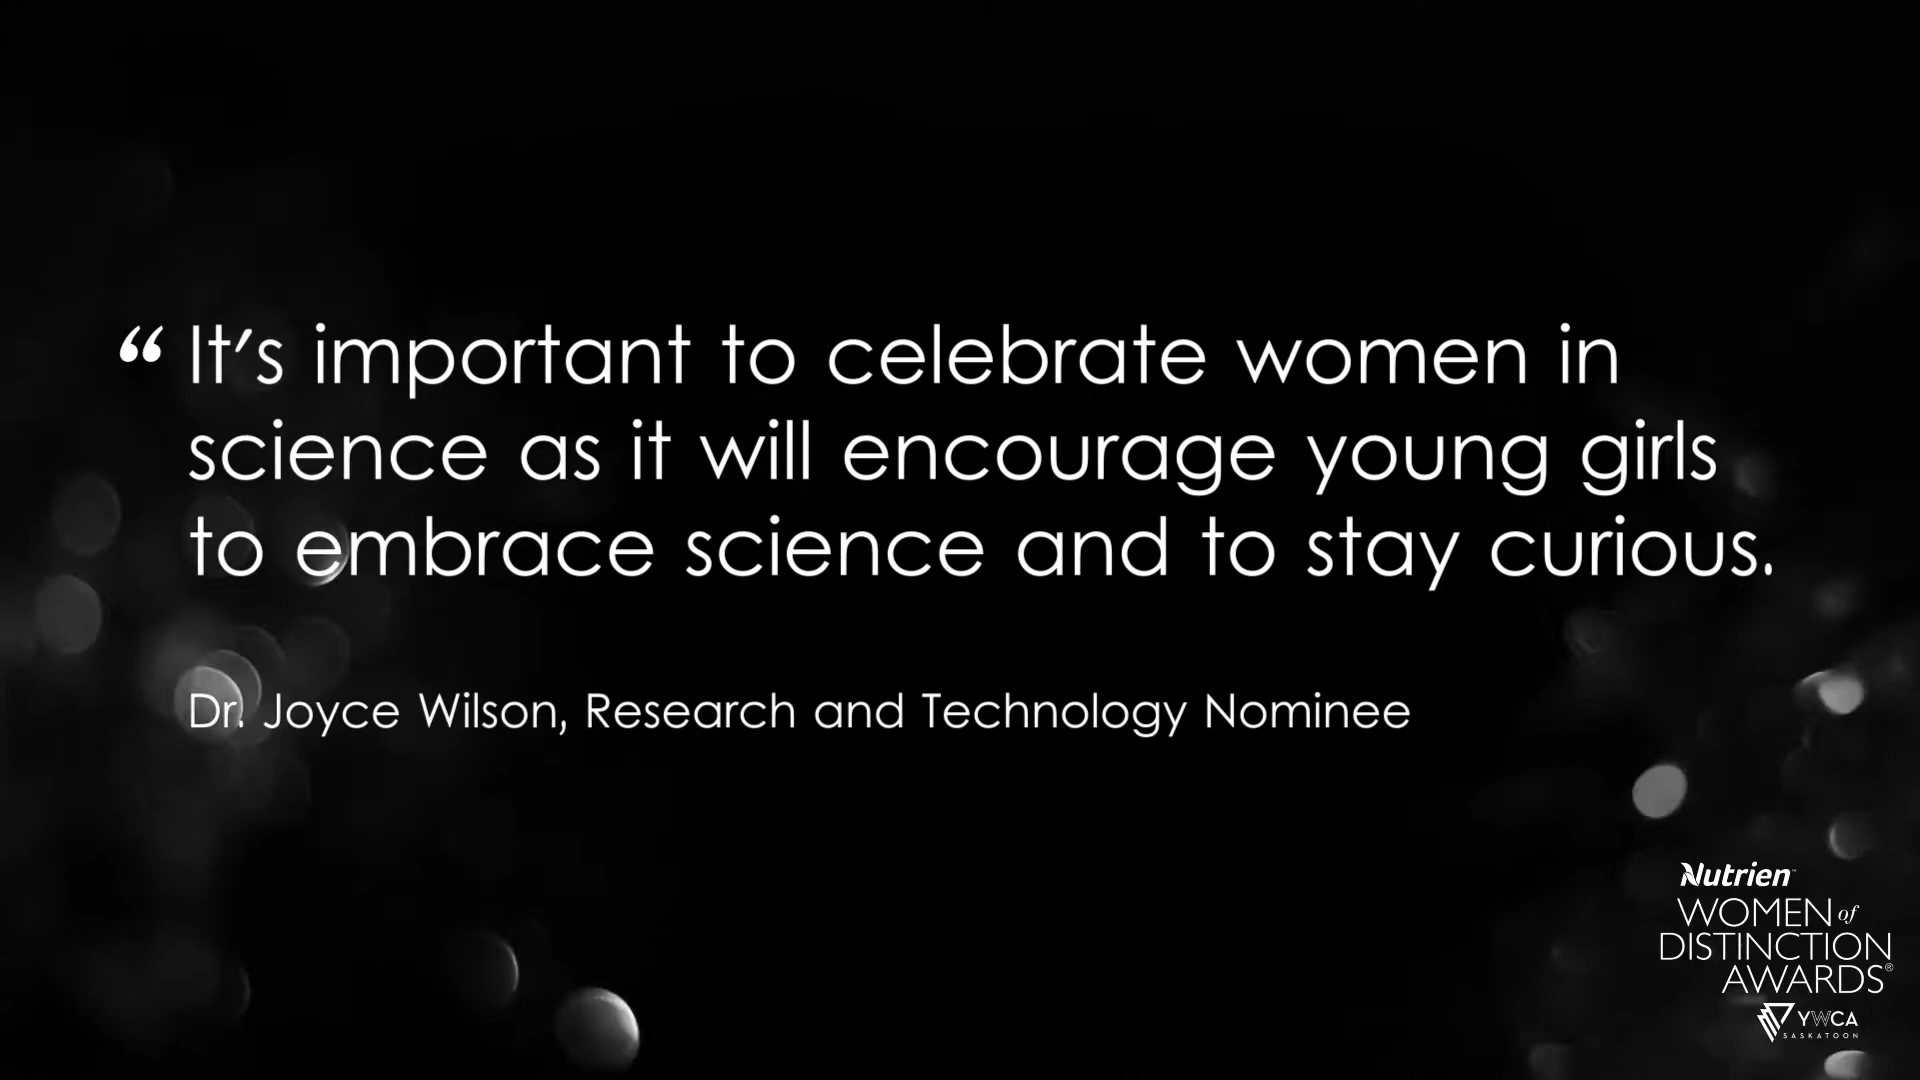 “ It's important to celebrate women in
science as it will encourage young girls
to embrace science and to stay curious.
Dr. Joyce Wilson, Research and Technology Nominee
Nutrien™
WOMEN of
DISTINCTION
AWARDS®
YWCA
SASKATOON